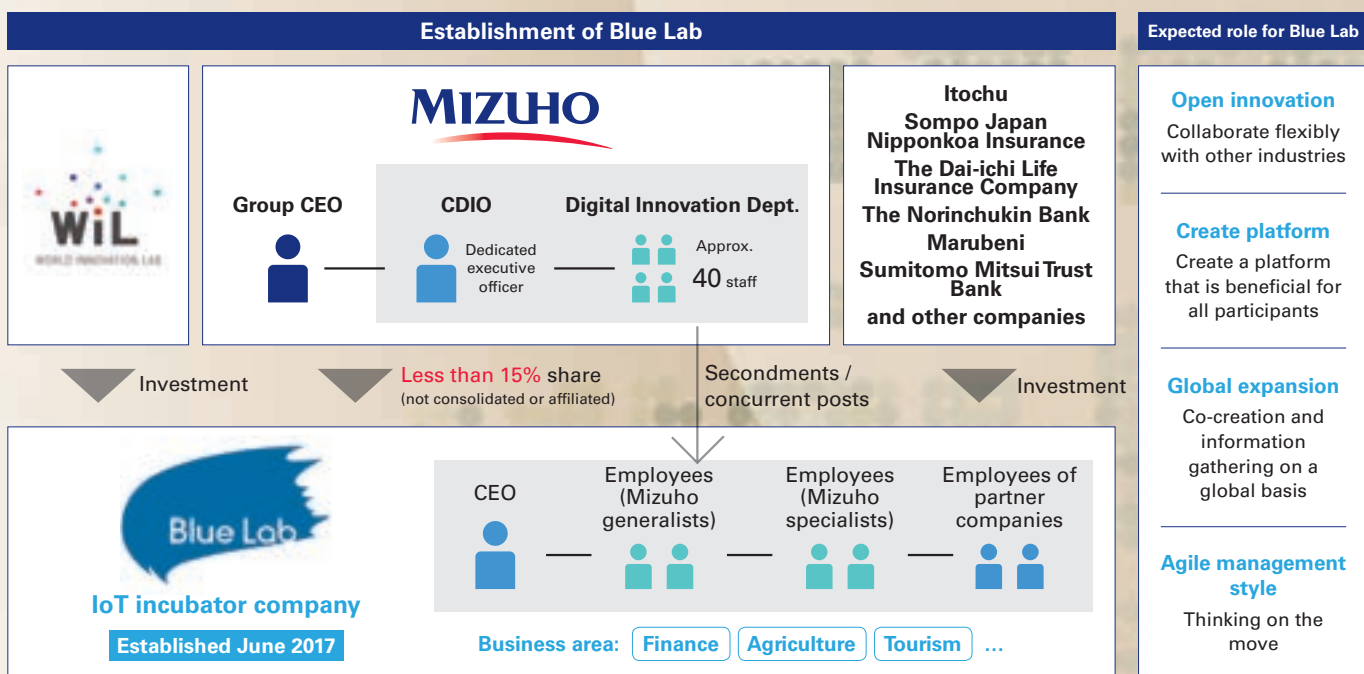 Establishment of Blue Lab
WiL
WORLD INNOVATION LAB
MIZUHO
Group CEO
CDIO
Dedicated
executive
officer
Digital Innovation Dept.
Approx.
40 staff
Itochu
Sompo Japan
Nipponkoa Insurance
The Dai-ichi Life
Insurance Company
The Norinchukin Bank
Marubeni
Sumitomo Mitsui Trust
Bank
and other companies
Investment
Less than 15% share
(not consolidated or affiliated)
Secondments /
concurrent posts
Investment
Blue Lab
IoT incubator company
Established June 2017
CEO
Employees
(Mizuho
generalists)
Employees
(Mizuho
specialists)
Employees of
partner
companies
Business area: Finance Agriculture Tourism ...
Expected role for Blue Lab
Open innovation
Collaborate flexibly
with other industries
Create platform
Create a platform
that is beneficial for
all participants
Global expansion
Co-creation and
information
gathering on a
global basis
Agile management
style
Thinking on the
move